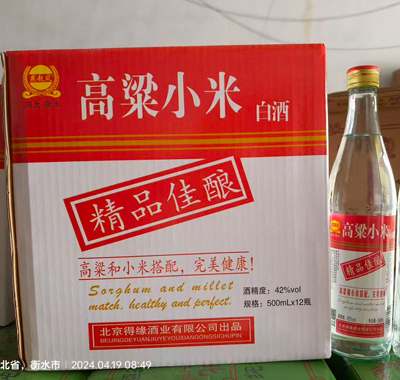 高粱小米
白酒
精品佳酿
高粱和小米搭配，完美健康！
Sorghum and millet
match, healthy and perfect.
酒精度：42%vol
规格：500mLx12瓶
北京得缘酒业有限公司出品
BEIJINGDEYUANJIUYEYOUXIANGONGSICHUPIN
高粱小米
精品佳酿
北省，衡水市 | 2024.04.19 08:49